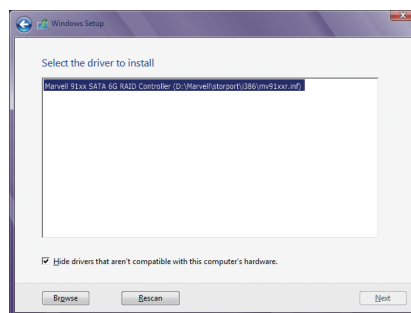 Windows Setup
Select the driver to install
Marvell 91xx SATA 6G RAID Controller (D:\Marvell\storport\i386\mv91xxr.inf)
Hide drivers that aren't compatible with this computer's hardware.
Browse Rescan Next